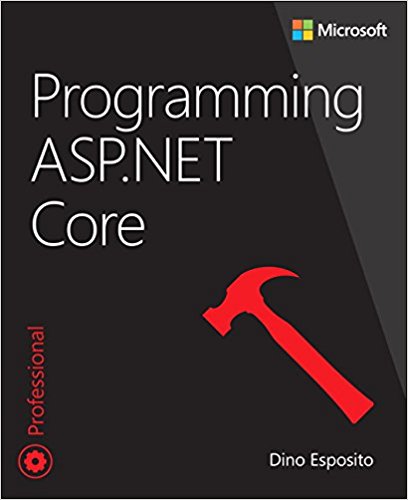 Microsoft
Programming
ASP.NET
Core
Professional
Dino Esposito